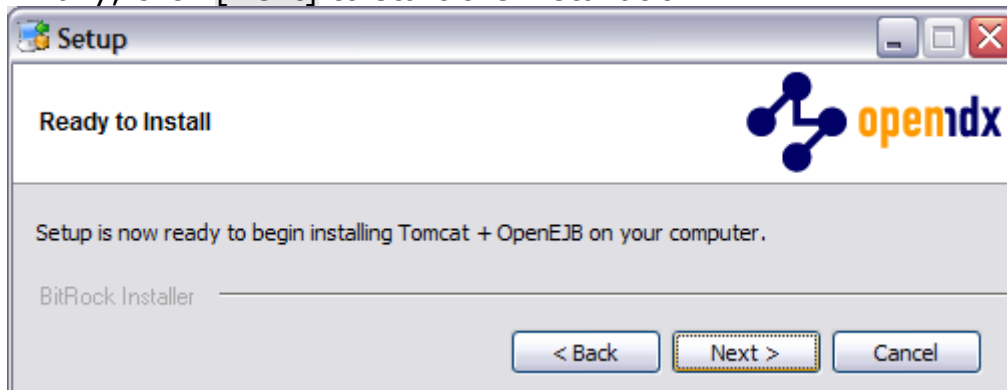 Setup
Ready to Install
openmdx
Setup is now ready to begin installing Tomcat + OpenEJB on your computer.
BitRock Installer
< Back Next > Cancel